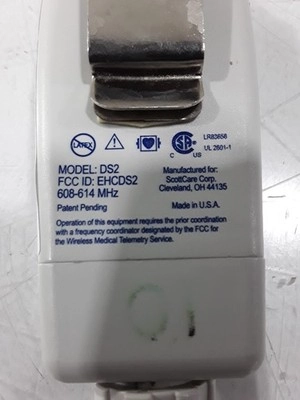 LATEX
LR82658
C SA US
UL 2601-1
MODEL: DS2
FCC ID: EHCDS2
608-614 MHz
Patent Pending
Manufactured for:
ScottCare Corp.
Cleveland, OH 44135
Made in U.S.A.
Operation of this equipment requires the prior coordination
with a frequency coordinator designated by the FCC for
the Wireless Medical Telemetry Service.